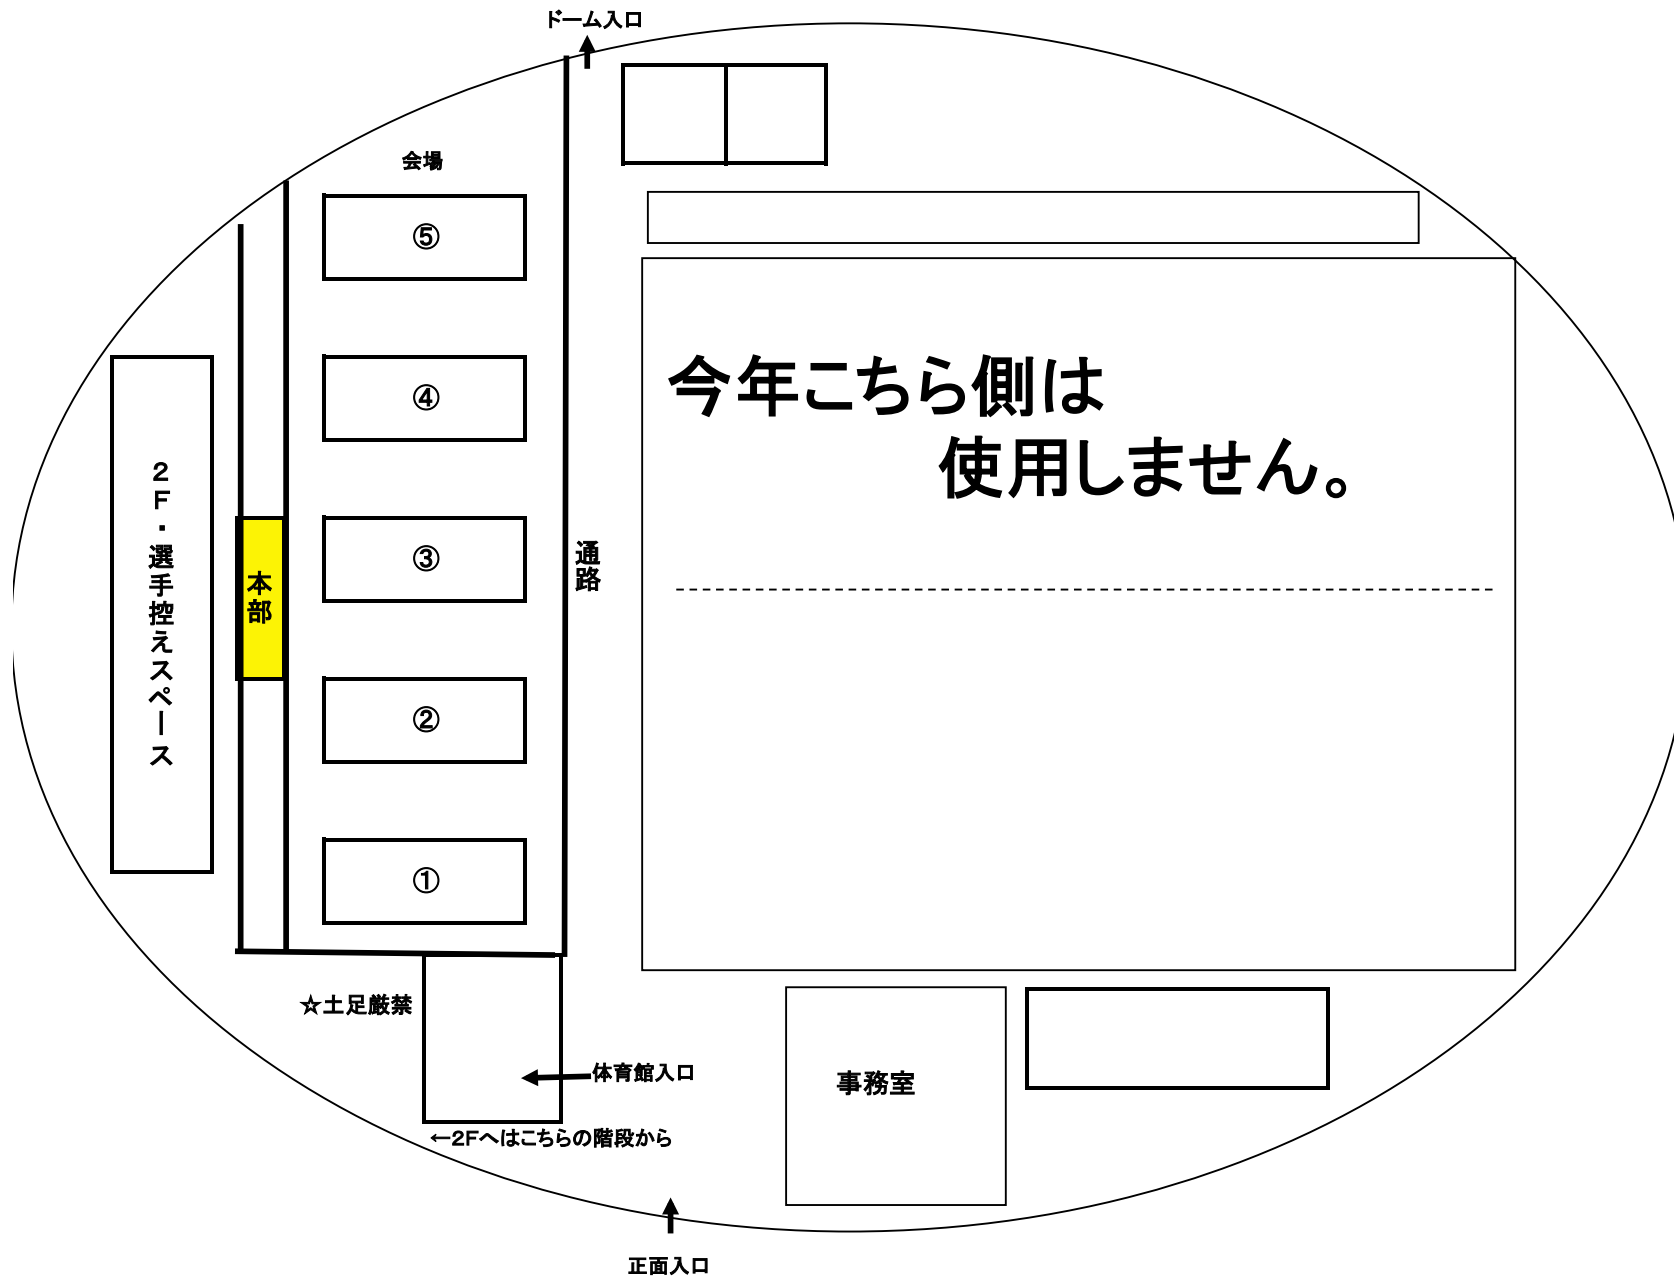 ドーム入口
会場
⑤
④
③
②
①
今年こちら側は
使用しません。
２Ｆ・選手控えスペース
本部
通路
☆土足厳禁
体育館入口
事務室
←2Fへはこちらの階段から
正面入口